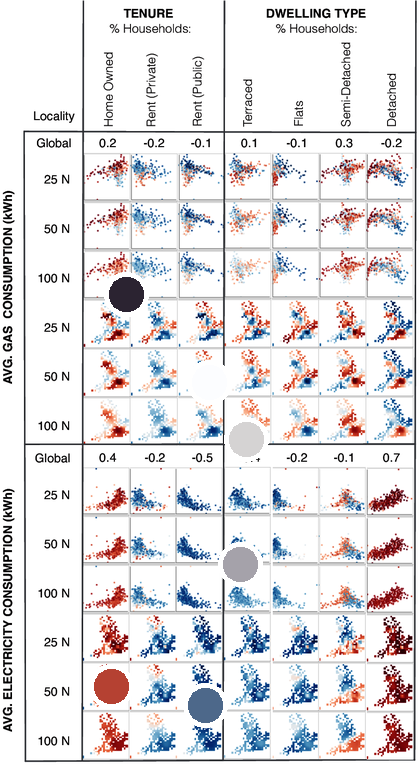 TENURE
% Households:
DWELLING TYPE
% Households:
Locality
Home Owned
Rent (Private)
Rent (Public)
Terraced
Flats
Semi-Detached
Detached
Global 0.2 -0.2 -0.1 0.1 -0.1 0.3 -0.2
AVG. GAS CONSUMPTION (kWh)
25 N
50 N
100 N
25 N
50 N
100 N
Global 0.4 -0.2 -0.5 -0.2 -0.1 0.7
AVG. ELECTRICITY CONSUMPTION (kWh)
25 N
50 N
100 N
25 N
50 N
100 N